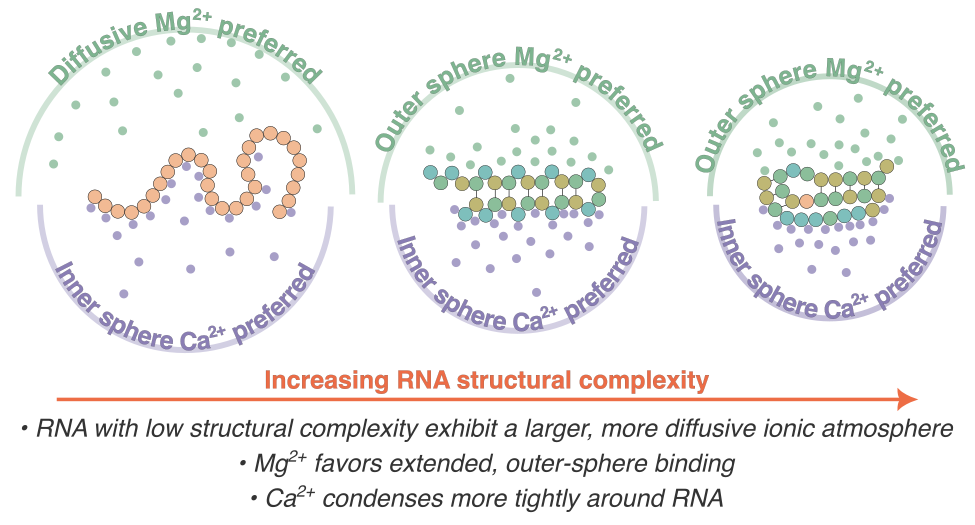 Diffusive Mg²⁺ preferred
Outer sphere Mg²⁺ preferred
Outer sphere Mg²⁺ preferred
Inner sphere Ca²⁺ preferred
Inner sphere Ca²⁺ preferred
Inner sphere Ca²⁺ preferred
Increasing RNA structural complexity
• RNA with low structural complexity exhibit a larger, more diffusive ionic atmosphere
• Mg²⁺ favors extended, outer-sphere binding
• Ca²⁺ condenses more tightly around RNA